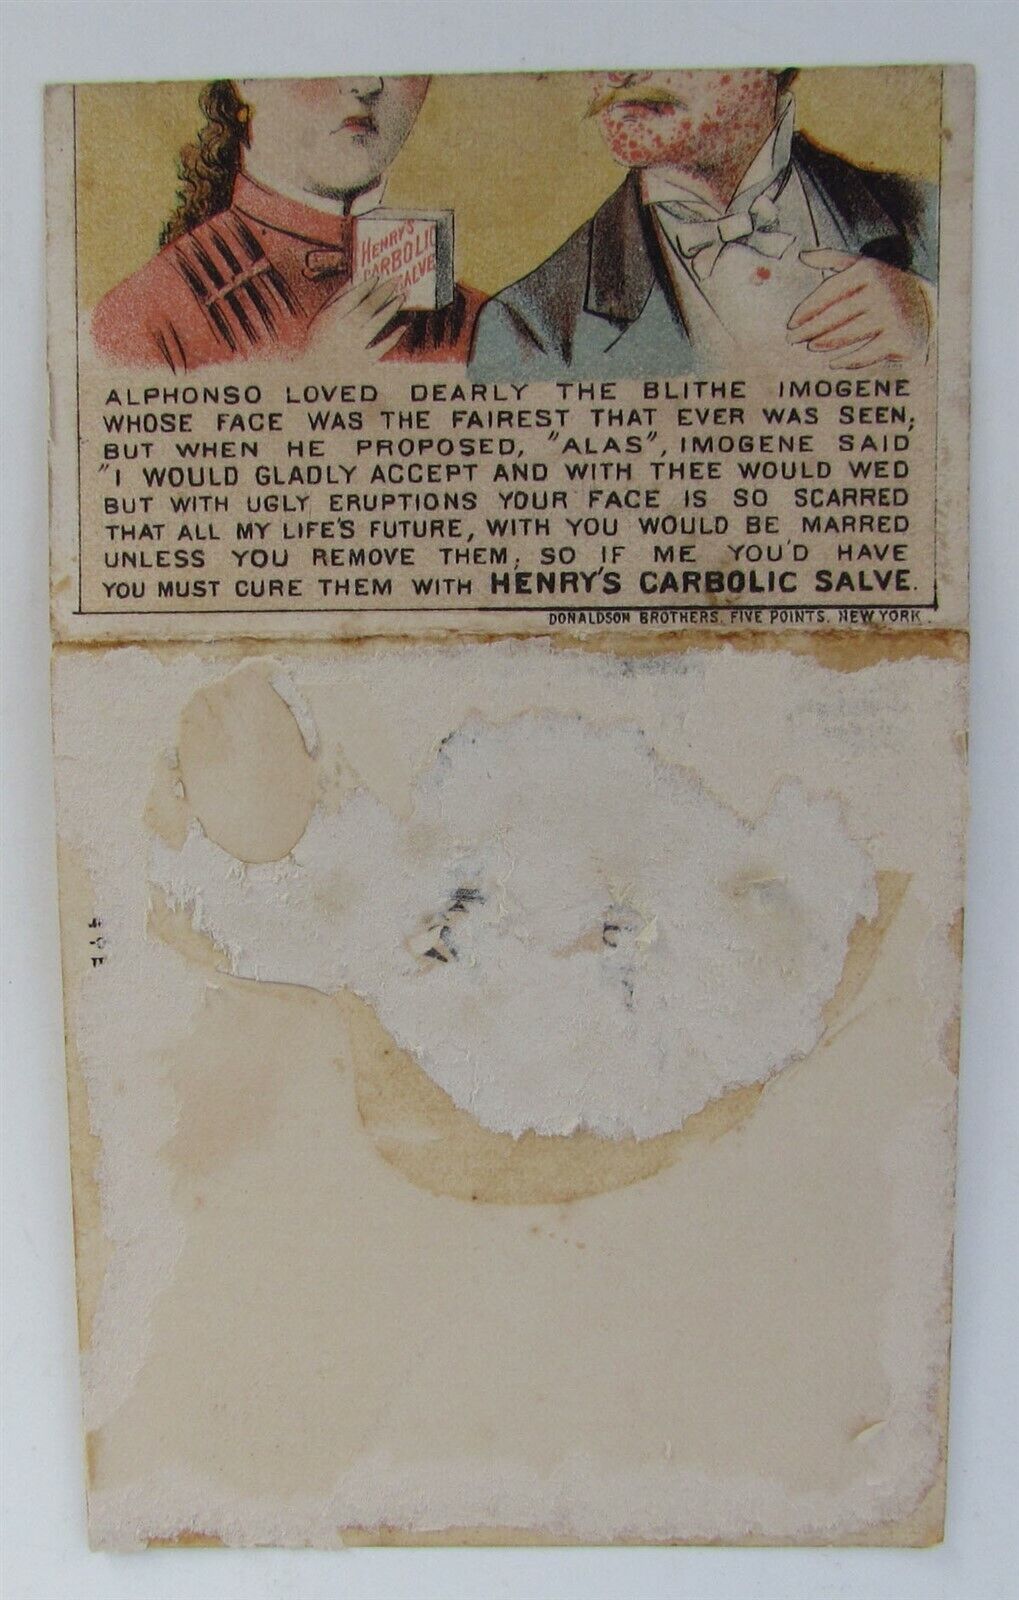 HENRY'S
CARBOLIC
SALVE
ALPHONSO LOVED DEARLY THE BLITHE IMOGENE
WHOSE FACE WAS THE FAIREST THAT EVER WAS SEEN;
BUT WHEN HE PROPOSED, "ALAS", IMOGENE SAID
"I WOULD GLADLY ACCEPT AND WITH THEE WOULD WED
BUT WITH UGLY ERUPTIONS YOUR FACE IS SO SCARRED
THAT ALL MY LIFE'S FUTURE, WITH YOU WOULD BE MARRED
UNLESS YOU REMOVE THEM; SO IF ME YOU'D HAVE
YOU MUST CURE THEM WITH HENRY'S CARBOLIC SALVE.
DONALDSON BROTHERS, FIVE POINTS, NEW YORK.